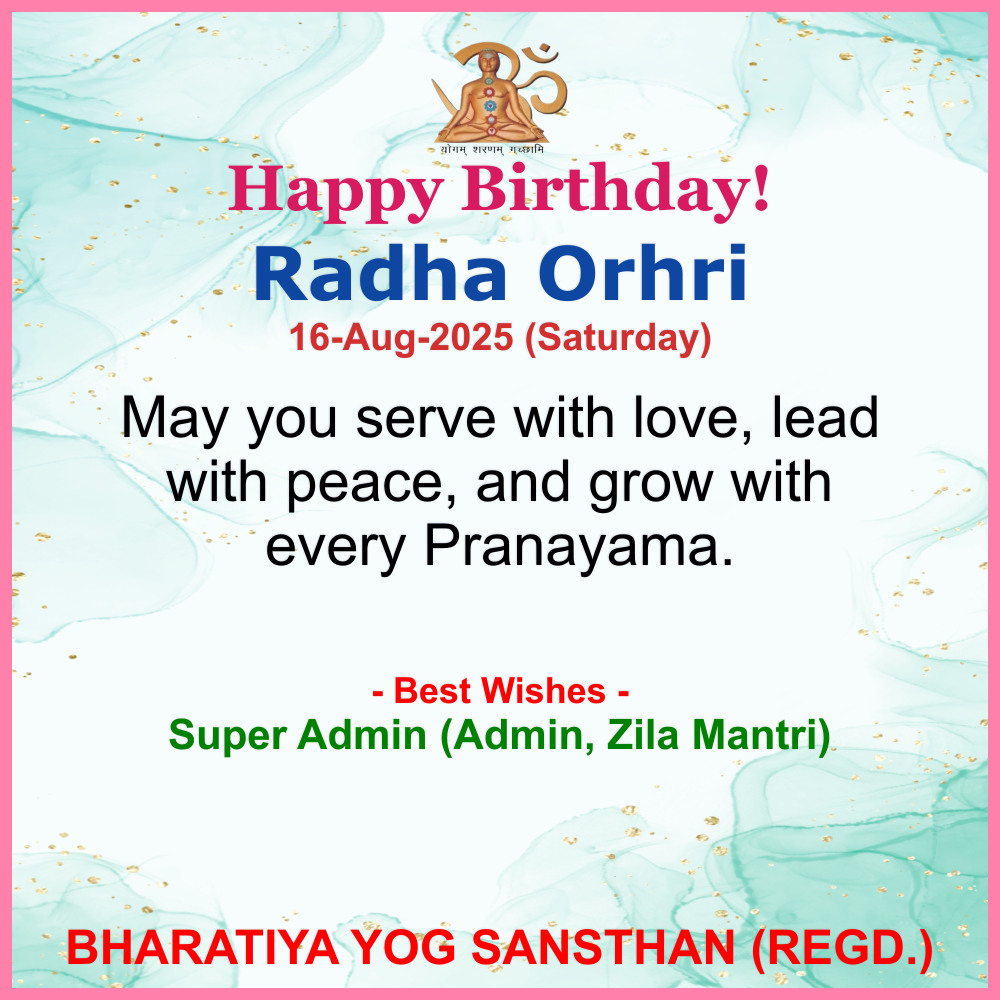 योगम् शरणम् गच्छामि
Happy Birthday!
Radha Orhri
16-Aug-2025 (Saturday)
May you serve with love, lead
with peace, and grow with
every Pranayama.
- Best Wishes -
Super Admin (Admin, Zila Mantri)
BHARATIYA YOG SANSTHAN (REGD.)